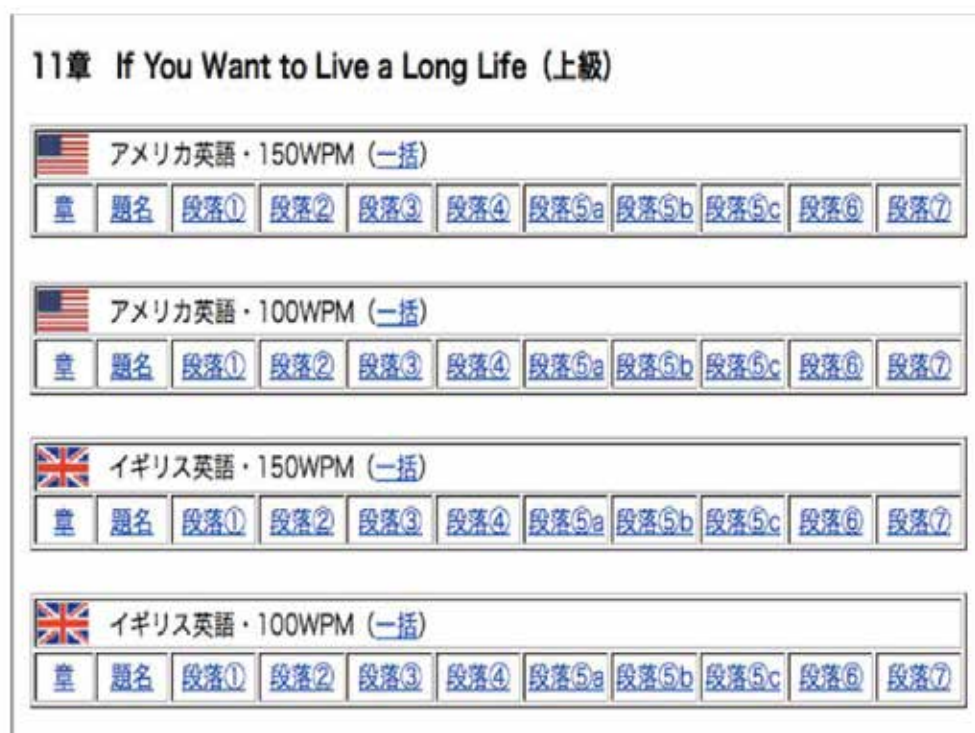 11章 If You Want to Live a Long Life（上級）
アメリカ英語・150WPM（一括）
章 題名 段落① 段落② 段落③ 段落④ 段落⑤a 段落⑤b 段落⑤c 段落⑥ 段落⑦
アメリカ英語・100WPM（一括）
章 題名 段落① 段落② 段落③ 段落④ 段落⑤a 段落⑤b 段落⑤c 段落⑥ 段落⑦
イギリス英語・150WPM（一括）
章 題名 段落① 段落② 段落③ 段落④ 段落⑤a 段落⑤b 段落⑤c 段落⑥ 段落⑦
イギリス英語・100WPM（一括）
章 題名 段落① 段落② 段落③ 段落④ 段落⑤a 段落⑤b 段落⑤c 段落⑥ 段落⑦